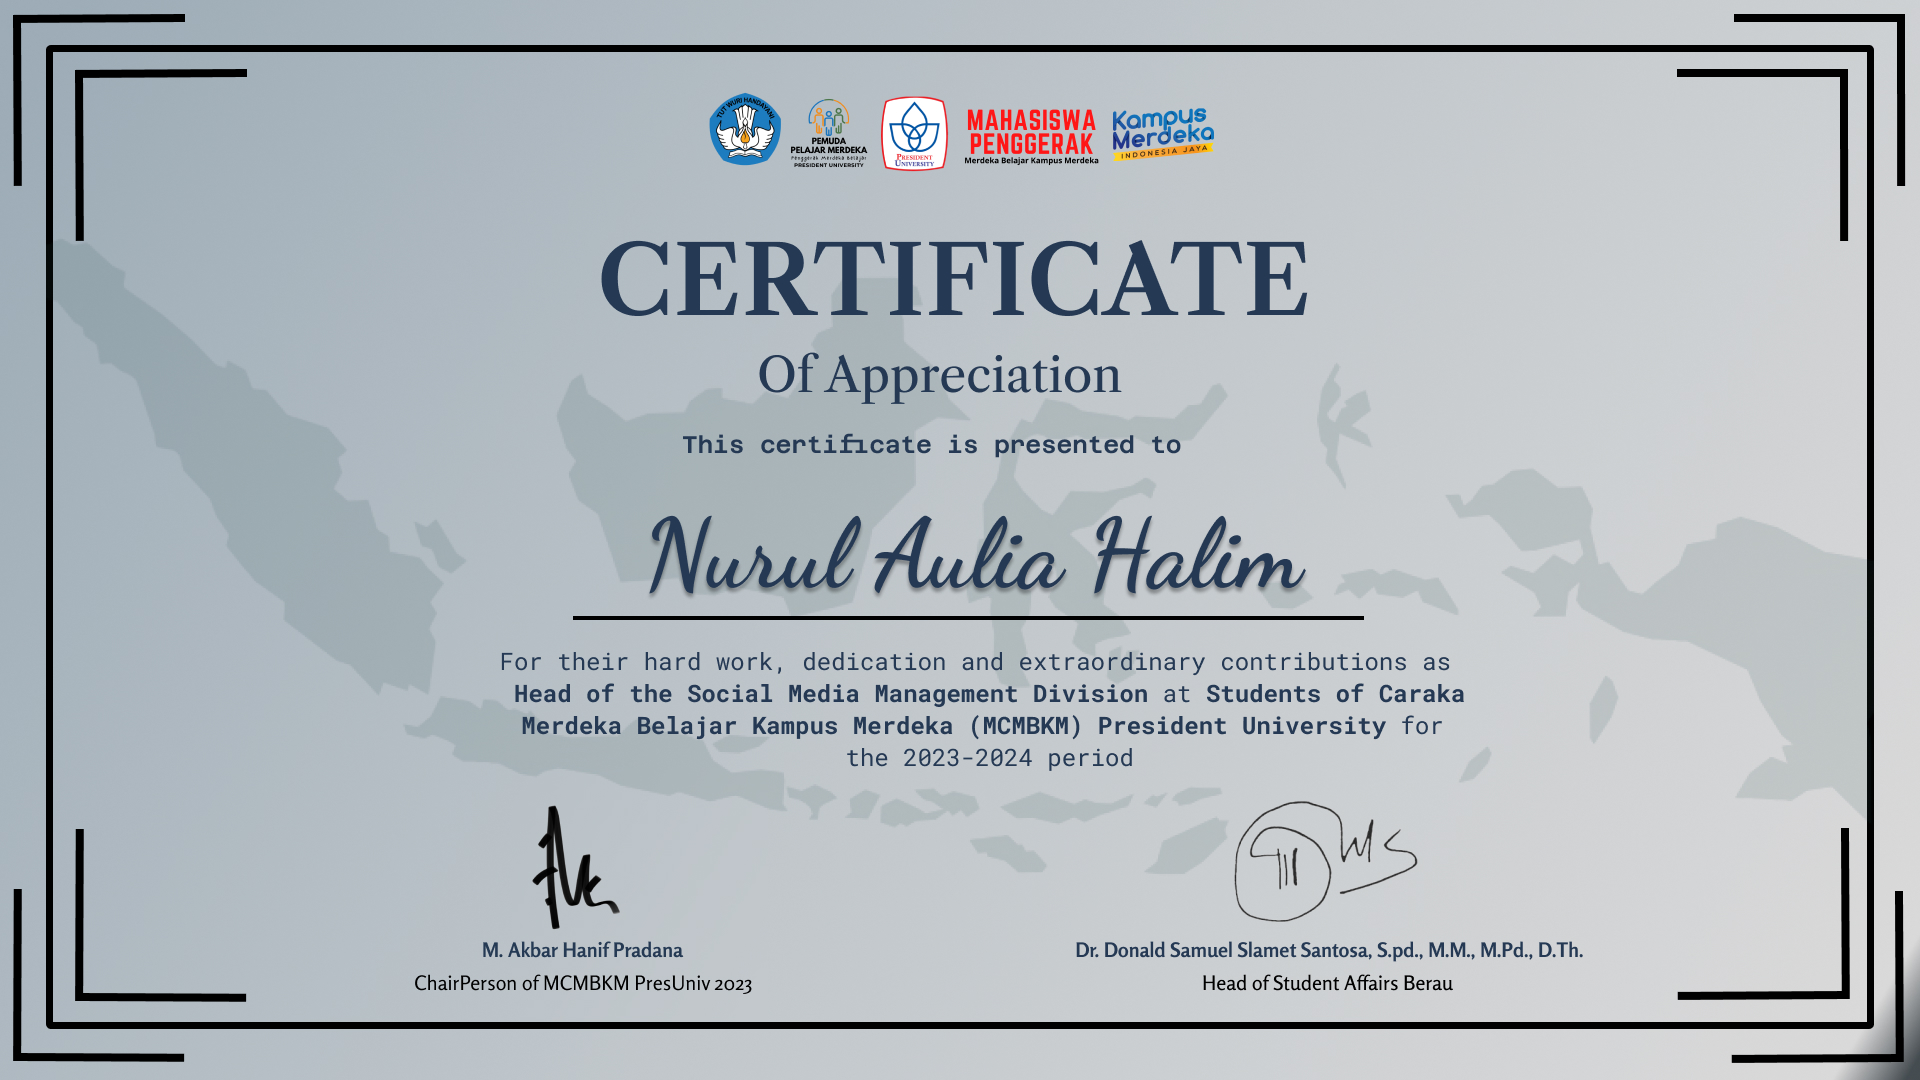 TUT WURI HANDAYANI
PEMUDA
PELAJAR MERDEKA
Penggerak Merdeka Belajar
PRESIDENT UNIVERSITY
PRESIDENT
UNIVERSITY
MAHASISWA
PENGGERAK
Merdeka Belajar Kampus Merdeka
Kampus
Merdeka
INDONESIA JAYA
CERTIFICATE
Of Appreciation
This certificate is presented to
Nurul Aulia Halim
For their hard work, dedication and extraordinary contributions as
Head of the Social Media Management Division at Students of Caraka
Merdeka Belajar Kampus Merdeka (MCMBKM) President University for
the 2023-2024 period
M. Akbar Hanif Pradana
ChairPerson of MCMBKM PresUniv 2023
Dr. Donald Samuel Slamet Santosa, S.pd., M.M., M.Pd., D.Th.
Head of Student Affairs Berau